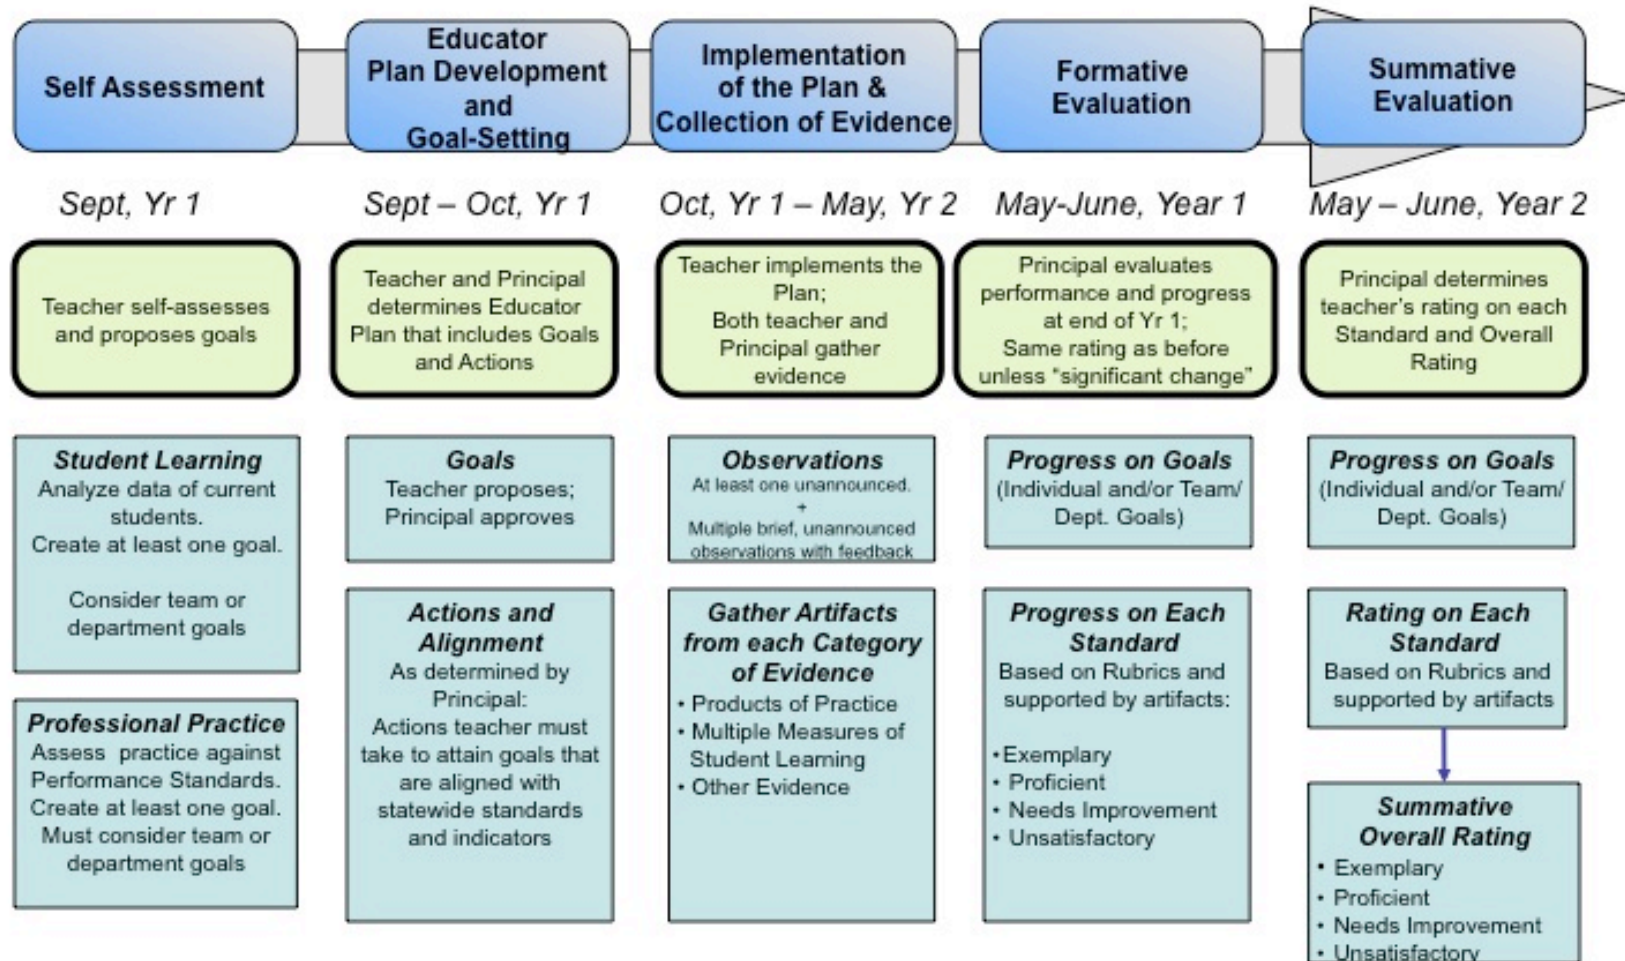 Self Assessment
Educator
Plan Development
and
Goal-Setting
Implementation
of the Plan &
Collection of Evidence
Formative
Evaluation
Summative
Evaluation
Sept, Yr 1
Sept – Oct, Yr 1
Oct, Yr 1 – May, Yr 2
May-June, Year 1
May – June, Year 2
Teacher self-assesses
and proposes goals
Teacher and Principal
determines Educator
Plan that includes Goals
and Actions
Teacher implements the
Plan;
Both teacher and
Principal gather
evidence
Principal evaluates
performance and progress
at end of Yr 1;
Same rating as before
unless “significant change”
Principal determines
teacher’s rating on each
Standard and Overall
Rating
Student Learning
Analyze data of current
students.
Create at least one goal.
Consider team or
department goals
Professional Practice
Assess practice against
Performance Standards.
Create at least one goal.
Must consider team or
department goals
Goals
Teacher proposes;
Principal approves
Actions and
Alignment
As determined by
Principal:
Actions teacher must
take to attain goals that
are aligned with
statewide standards
and indicators
Observations
At least one unannounced.
+
Multiple brief, unannounced
observations with feedback
Gather Artifacts
from each Category
of Evidence
• Products of Practice
• Multiple Measures of
Student Learning
• Other Evidence
Progress on Goals
(Individual and/or Team/
Dept. Goals)
Progress on Each
Standard
Based on Rubrics and
supported by artifacts:
• Exemplary
• Proficient
• Needs Improvement
• Unsatisfactory
Progress on Goals
(Individual and/or Team/
Dept. Goals)
Rating on Each
Standard
Based on Rubrics and
supported by artifacts
Summative
Overall Rating
• Exemplary
• Proficient
• Needs Improvement
• Unsatisfactory